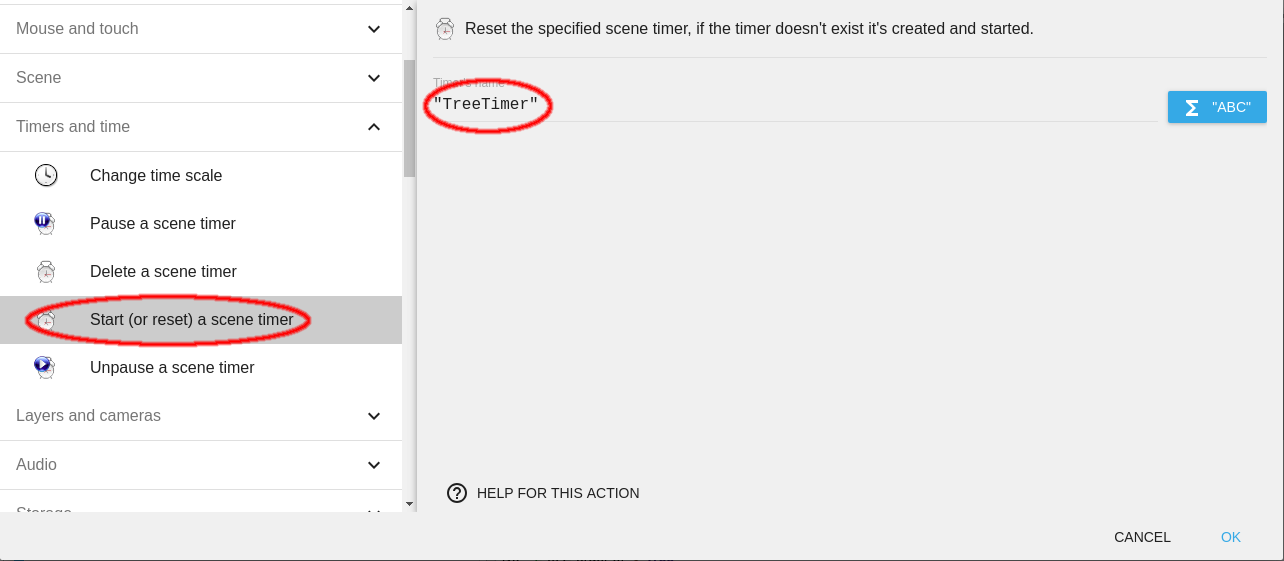 Mouse and touch
Scene
Timers and time
Change time scale
Pause a scene timer
Delete a scene timer
Start (or reset) a scene timer
Unpause a scene timer
Layers and cameras
Audio
Storage
Reset the specified scene timer, if the timer doesn't exist it's created and started.
Timer's name
"TreeTimer"
"ABC"
HELP FOR THIS ACTION
CANCEL
OK